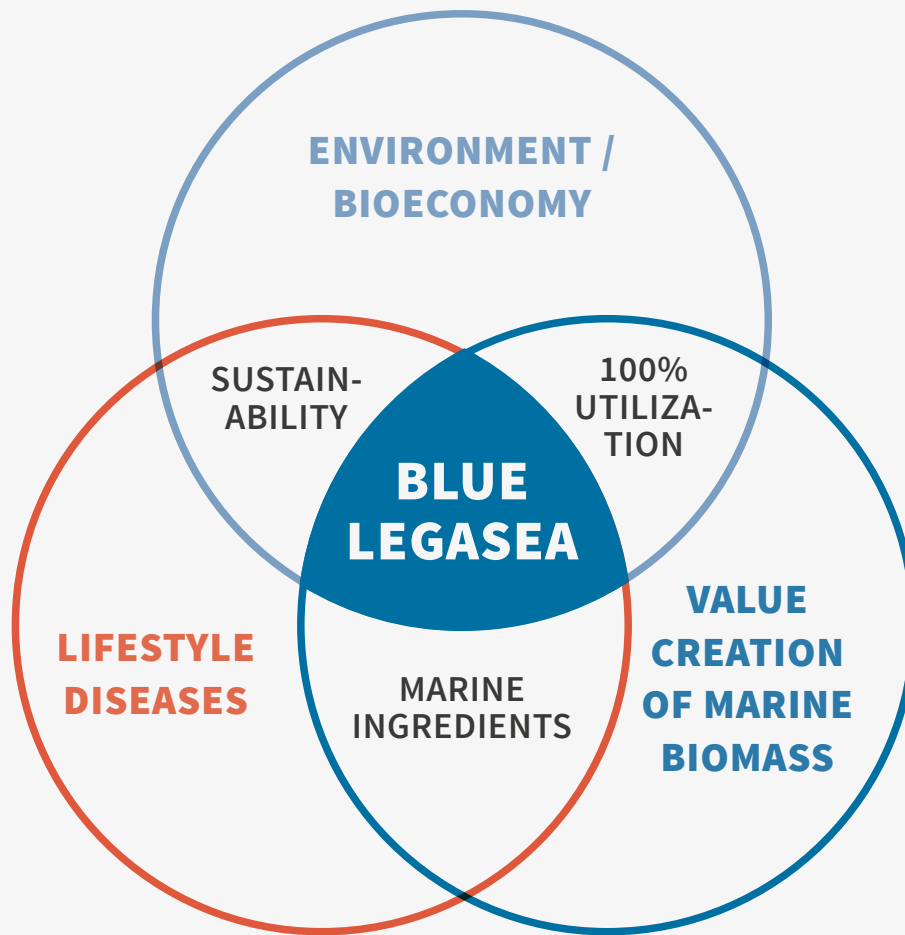 ENVIRONMENT /
BIOECONOMY
SUSTAIN-
ABILITY
100%
UTILIZA-
TION
BLUE
LEGASEA
LIFESTYLE
DISEASES
VALUE
CREATION
OF MARINE
BIOMASS
MARINE
INGREDIENTS